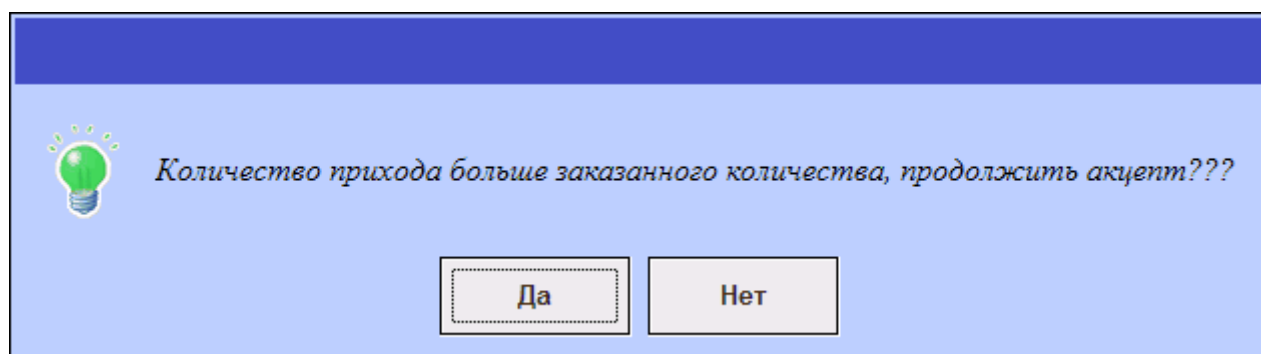 Количество прихода больше заказанного количества, продолжить акцепт???
Да
Нет